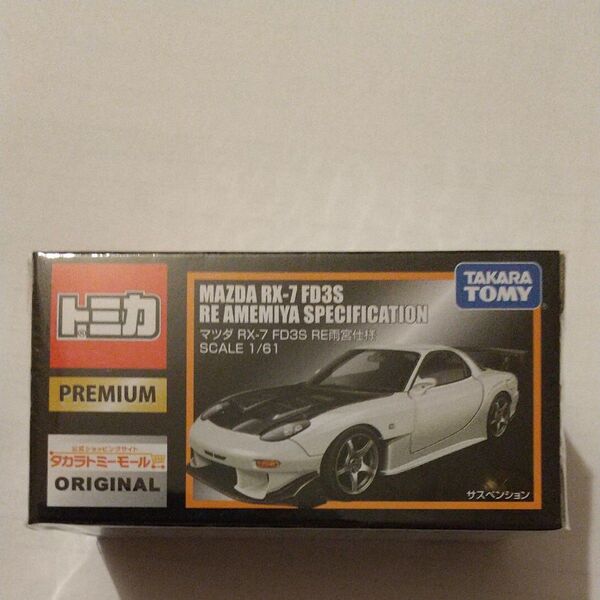 トミカ
PREMIUM
公式ショッピングサイト
タカラトミーモール
ORIGINAL
MAZDA RX-7 FD3S
RE AMEMIYA SPECIFICATION
マツダ RX-7 FD3S RE雨宮仕様
SCALE 1/61
TAKARA
TOMY
サスペンション